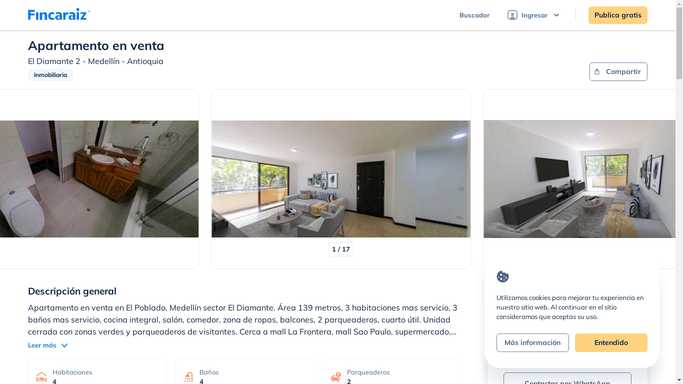 Fincaraiz
Buscador
Ingresar
Publica gratis
Apartamento en venta
El Diamante 2 - Medellín - Antioquia
Inmobiliaria
Compartir
1 / 17
Descripción general
Apartamento en venta en El Poblado, Medellín sector El Diamante. Área 139 metros, 3 habitaciones mas servicio, 3
baños mas servicio, cocina integral, salón, comedor, zona de ropas, balcones, 2 parqueaderos, cuarto útil. Unidad
cerrada con zonas verdes y parqueaderos de visitantes. Cerca a mall La Frontera, mall Sao Paulo, supermercado,...
Leer más
Habitaciones
4
Baños
4
Parqueaderos
2
Utilizamos cookies para mejorar tu experiencia en
nuestro sitio web. Al continuar en el sitio
consideramos que aceptas su uso.
Más información
Entendido
Contactar por WhatsApp